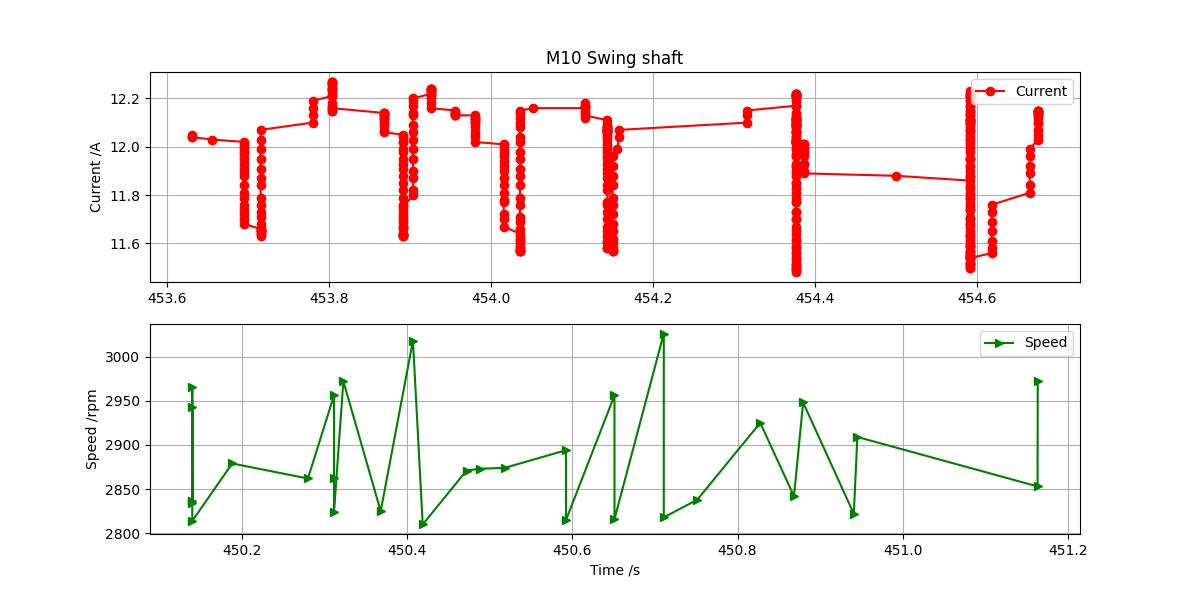 M10 Swing shaft
12.2
12.0
11.8
11.6
Current /A
Current
453.6 453.8 454.0 454.2 454.4 454.6
3000
2950
2900
2850
2800
Speed /rpm
Speed
450.2 450.4 450.6 450.8 451.0 451.2
Time /s